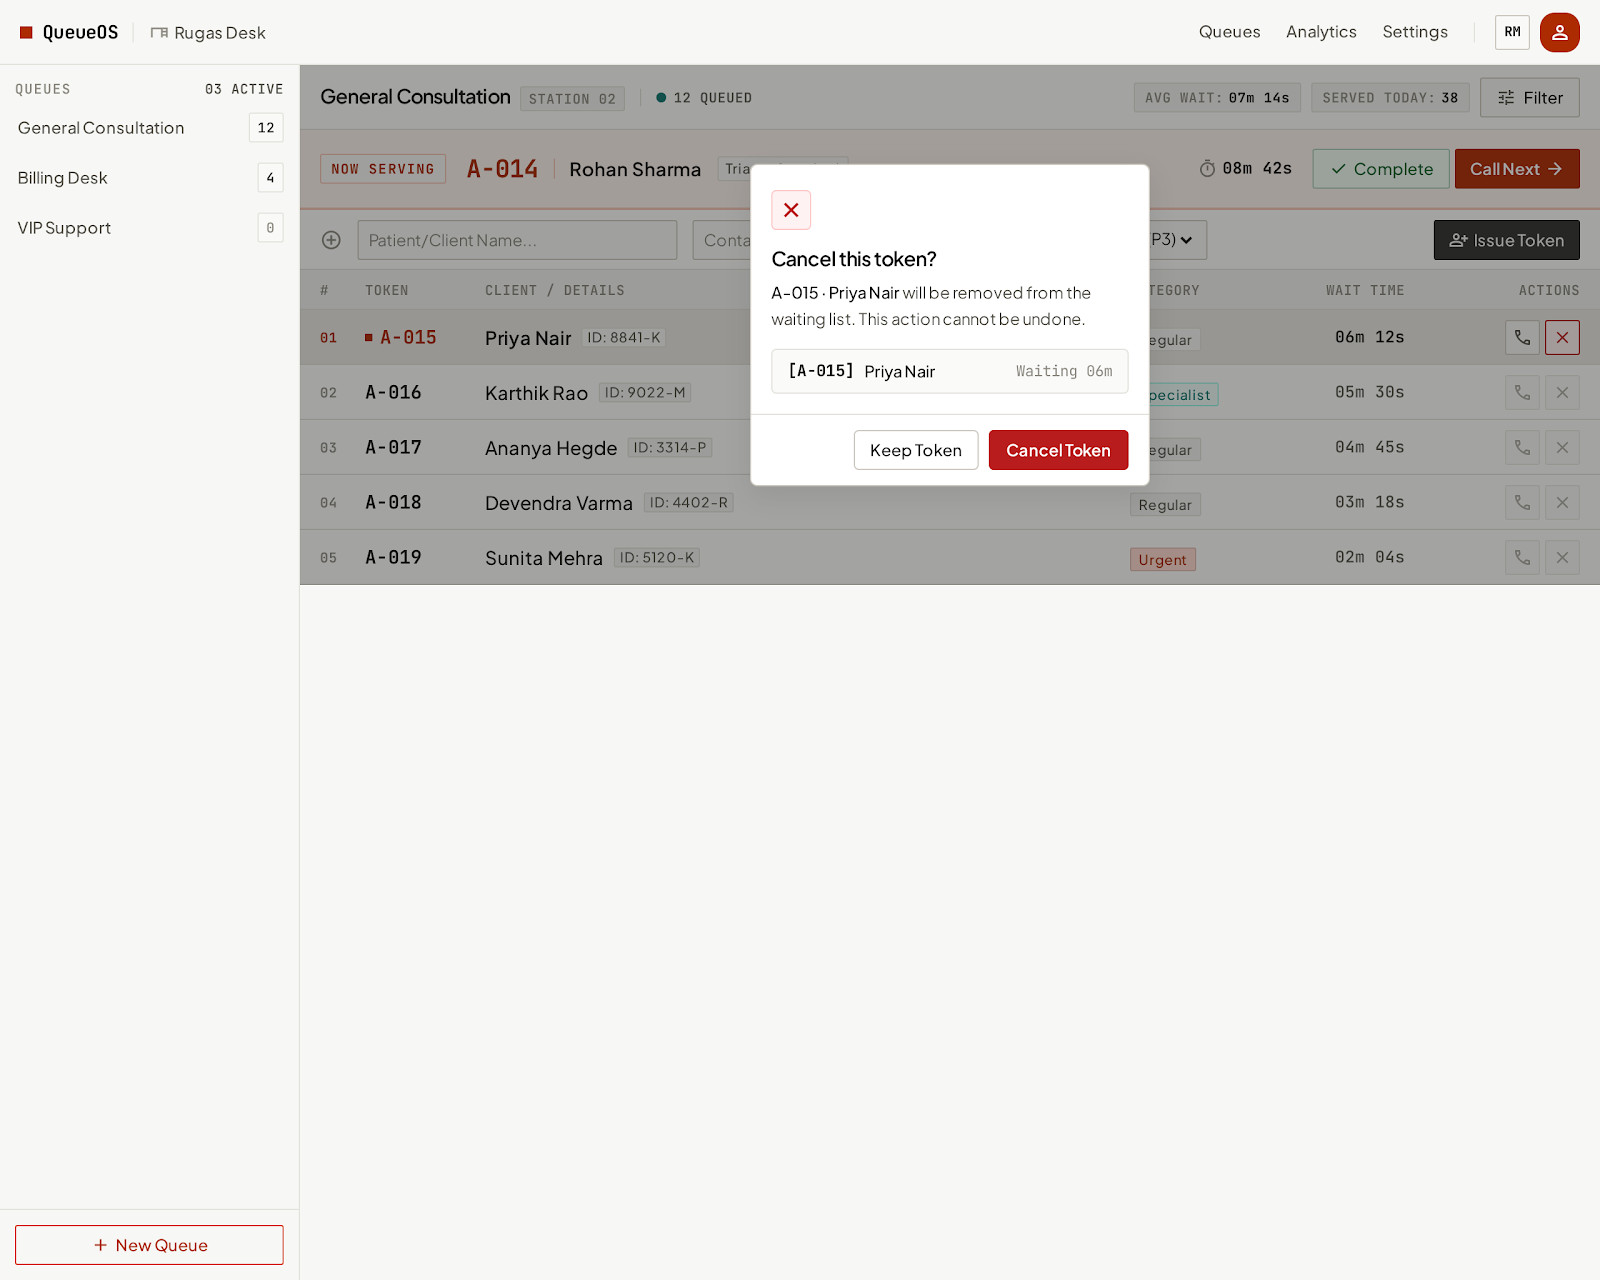 QueueOS
Rugas Desk
Queues Analytics Settings
RM
QUEUES 03 ACTIVE
General Consultation 12
Billing Desk 4
VIP Support 0
+ New Queue
General Consultation STATION 02 12 QUEUED AVG WAIT: 07m 14s SERVED TODAY: 38 Filter
NOW SERVING A-014 Rohan Sharma 08m 42s Complete Call Next →
Patient/Client Name... P3) Issue Token
# TOKEN CLIENT / DETAILS WAIT TIME ACTIONS
01 A-015 Priya Nair ID: 8841-K 06m 12s
02 A-016 Karthik Rao ID: 9022-M 05m 30s
03 A-017 Ananya Hegde ID: 3314-P 04m 45s
04 A-018 Devendra Varma ID: 4402-R Regular 03m 18s
05 A-019 Sunita Mehra ID: 5120-K Urgent 02m 04s
Cancel this token?
A-015 · Priya Nair will be removed from the
waiting list. This action cannot be undone.
[A-015] Priya Nair Waiting 06m
Keep Token Cancel Token